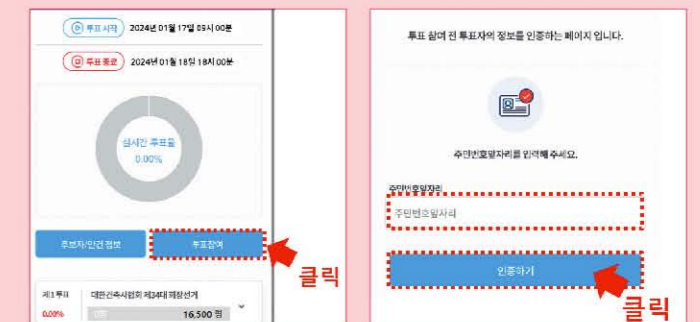 투표 시작 2024년 01월 17일 09시 00분
투표 종료 2024년 01월 18일 18시 00분
실시간 투표율
0.00%
후보자/안건 정보
투표참여
클릭
제1투표 대한건축사협회 제34대 회장선거
0.00% 0명 16,500 명
투표 참여 전 투표자의 정보를 인증하는 페이지 입니다.
주민번호앞자리를 입력해 주세요.
주민번호앞자리
주민번호앞자리
인증하기
클릭